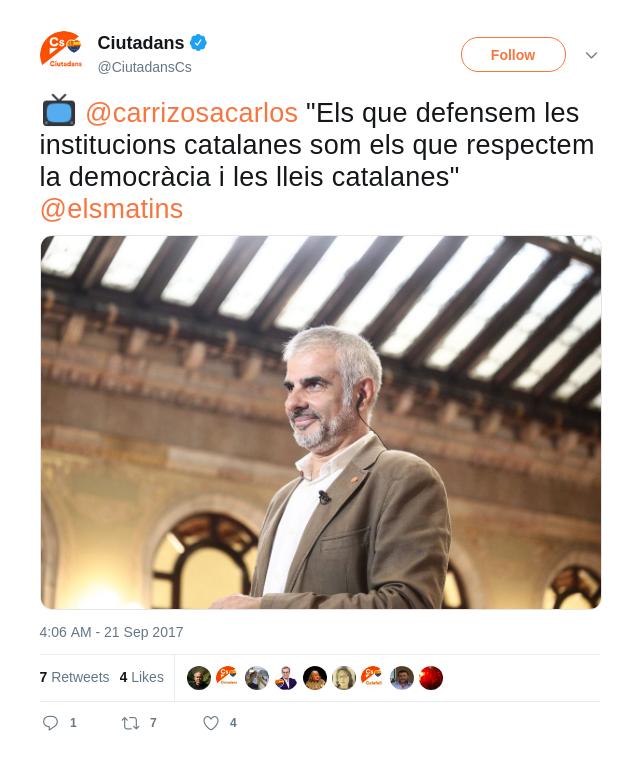 Ciutadans
@CiutadansCs
Follow
@carrizosacarlos "Els que defensem les
institucions catalanes som els que respectem
la democràcia i les lleis catalanes"
@elsmatins
4:06 AM - 21 Sep 2017
7 Retweets 4 Likes
1 7 4